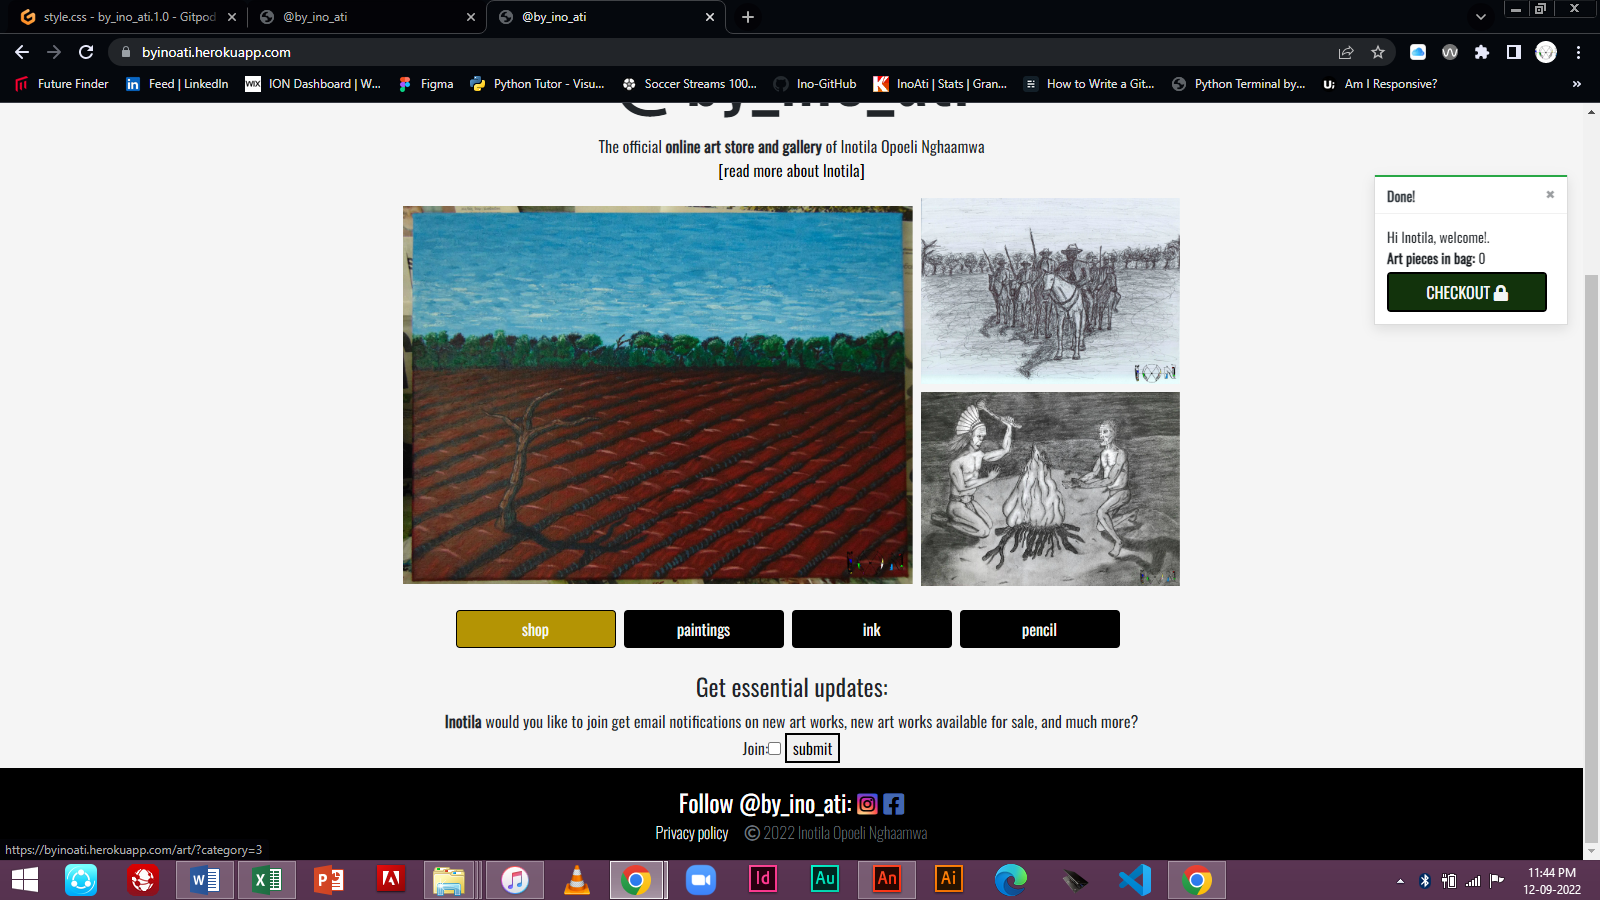 style.css - by_ino_ati.1.0 - Gitpod
@by_ino_ati
@by_ino_ati
byinoati.herokuapp.com
Future Finder
Feed | LinkedIn
WIX
ION Dashboard | W...
Figma
Python Tutor - Visu...
Soccer Streams 100...
Ino-GitHub
InoAti | Stats | Gran...
How to Write a Git...
Python Terminal by...
Am I Responsive?
@by_ino_ati
The official online art store and gallery of Inotila Opoeli Nghaamwa
[read more about Inotila]
Done!
Hi Inotila, welcome!.
Art pieces in bag: 0
CHECKOUT
shop
paintings
ink
pencil
Get essential updates:
Inotila would you like to join get email notifications on new art works, new art works available for sale, and much more?
Join:
submit
Follow @by_ino_ati:
Privacy policy
© 2022 Inotila Opoeli Nghaamwa
https://byinoati.herokuapp.com/art/?category=3
Id
Au
An
Ai
11:44 PM
12-09-2022